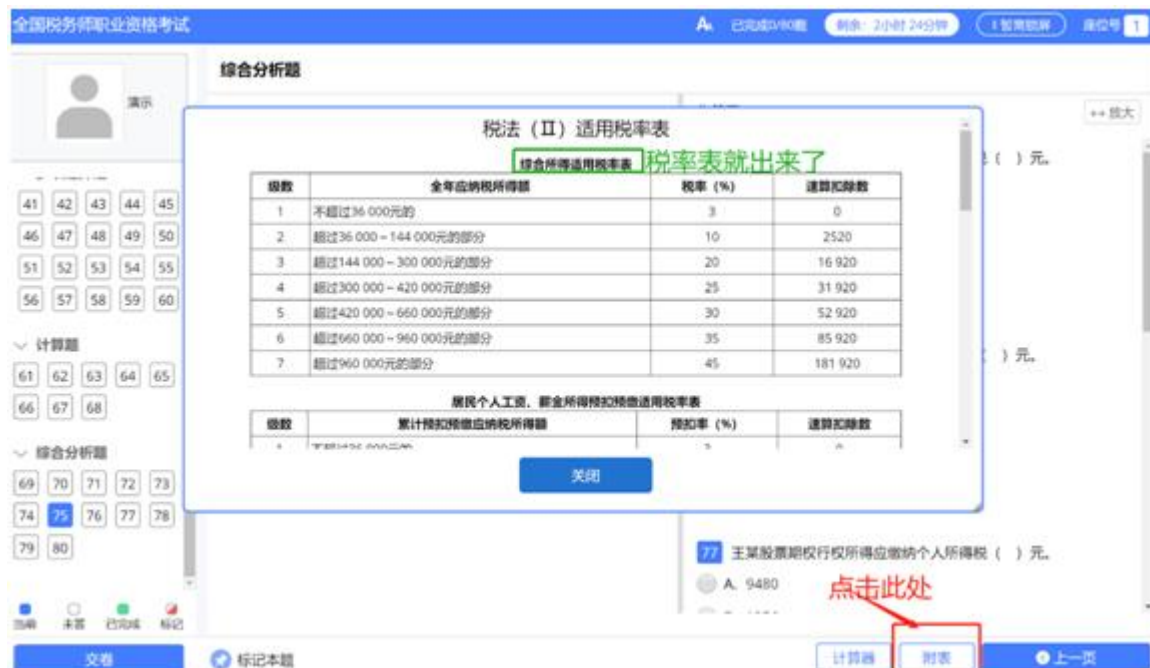 全国税务师职业资格考试
已完成0/80题
剩余：2小时24分钟
暂离锁屏
座位号 1
演示
综合分析题
放大
税法（Ⅱ）适用税率表
综合所得适用税率表 税率表就出来了
级数 全年应纳税所得额 税率（%） 速算扣除数
1 不超过36 000元的 3 0
2 超过36 000~144 000元的部分 10 2520
3 超过144 000~300 000元的部分 20 16 920
4 超过300 000~420 000元的部分 25 31 920
5 超过420 000~660 000元的部分 30 52 920
6 超过660 000~960 000元的部分 35 85 920
7 超过960 000元的部分 45 181 920
居民个人工资、薪金所得预扣预缴适用税率表
级数 累计预扣预缴应纳税所得额 预扣率（%） 速算扣除数
关闭
（ ）元。
）元。
41 42 43 44 45
46 47 48 49 50
51 52 53 54 55
56 57 58 59 60
计算题
61 62 63 64 65
66 67 68
综合分析题
69 70 71 72 73
74 75 76 77 78
79 80
77 王某股票期权行权所得应缴纳个人所得税（ ）元。
A. 9480
点击此处
当前 未答 已完成 标记
交卷
标记本题
计算器
附表
上一页